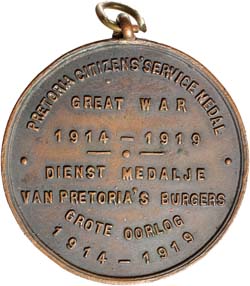 PRETORIA CITIZENS' SERVICE MEDAL
GREAT WAR
1914-1919
DIENST MEDALJE
VAN PRETORIA'S BURGERS
GROTE OORLOG
1914-1919